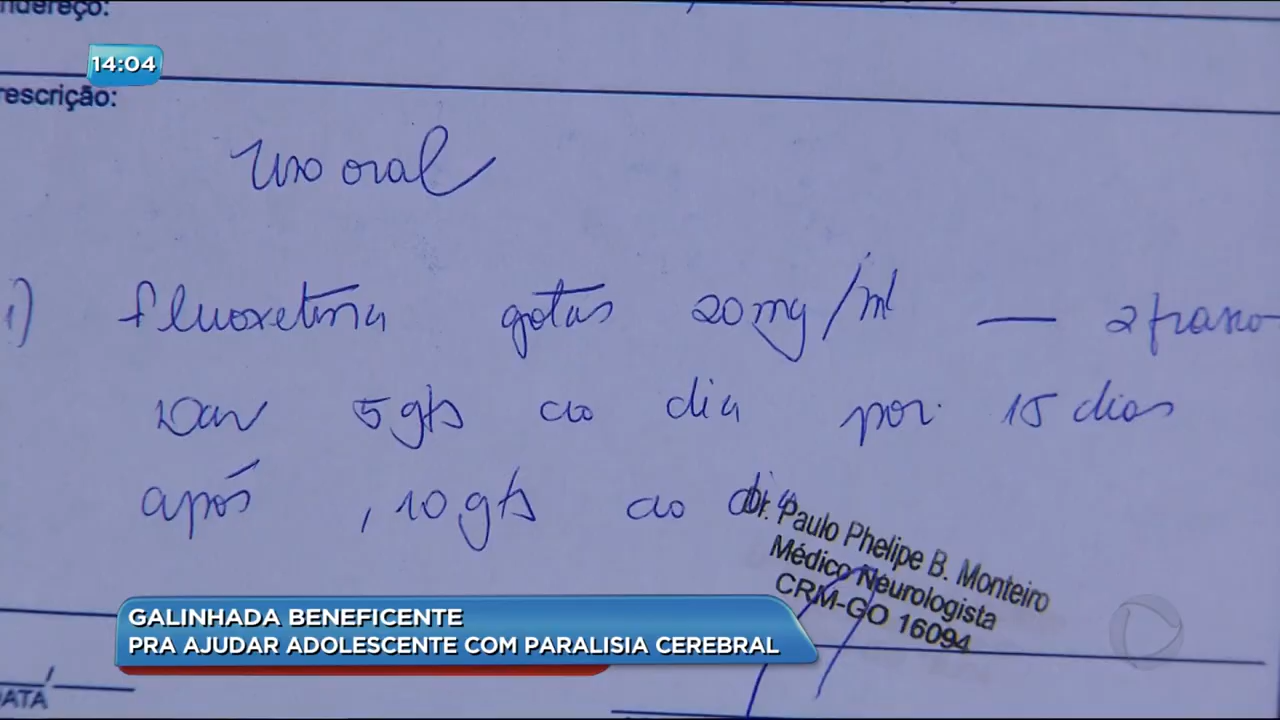 ndereço:
14:04
rescrição:
Uso oral
1) fluoxetina gotas 20mg/ml — 2 frasco
Dar 5 gts ao dia por 15 dias
após , 10 gts ao dia
Dr. Paulo Phelipe B. Monteiro
Médico Neurologista
CRM-GO 16094
GALINHADA BENEFICENTE
PRA AJUDAR ADOLESCENTE COM PARALISIA CEREBRAL
DATA